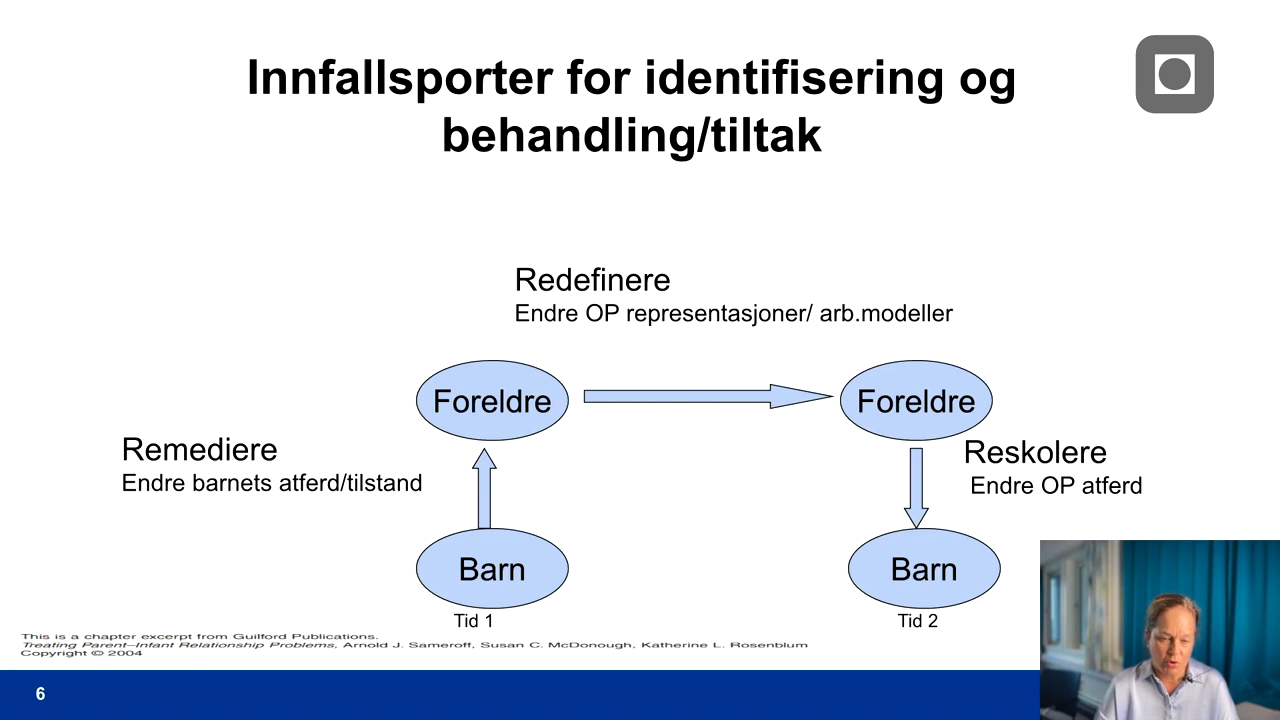 Innfallsporter for identifisering og
behandling/tiltak
Redefinere
Endre OP representasjoner/ arb.modeller
Foreldre
Foreldre
Remediere
Endre barnets atferd/tilstand
Reskolere
Endre OP atferd
Barn
Barn
Tid 1
Tid 2
This is a chapter excerpt from Guilford Publications.
Treating Parent–Infant Relationship Problems, Arnold J. Sameroff, Susan C. McDonough, Katherine L. Rosenblum
Copyright © 2004
6